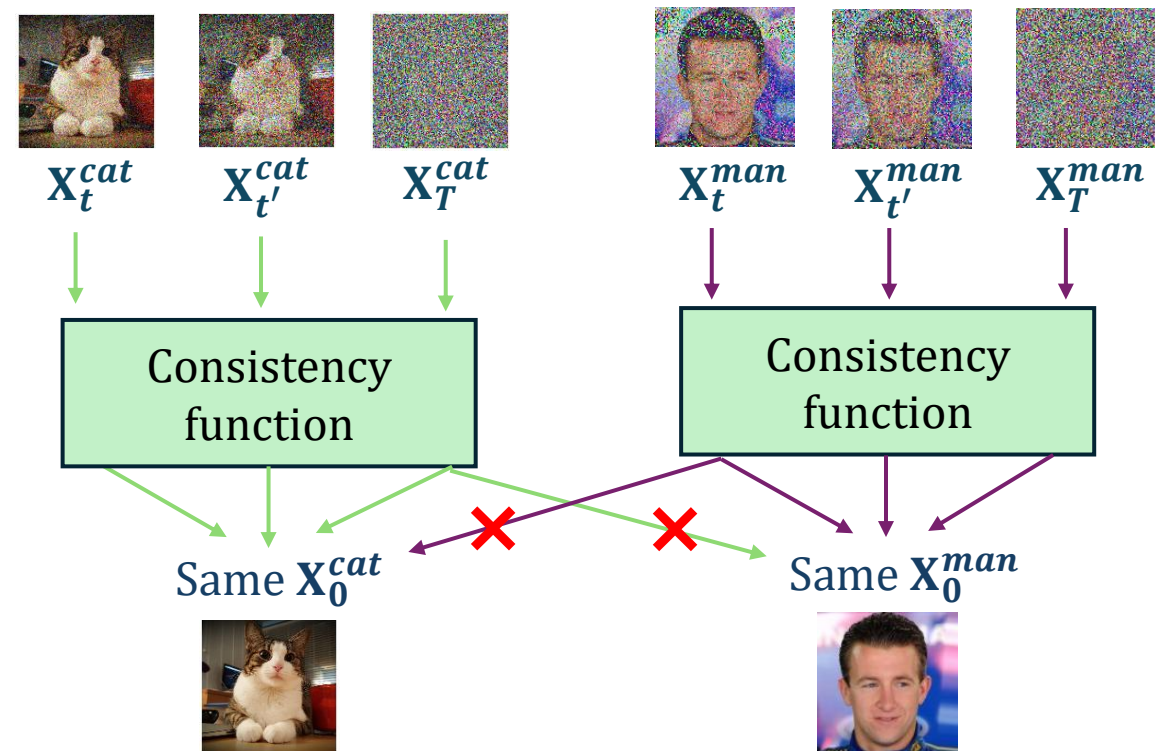 X_t^cat X_t'^cat X_T^cat X_t^man X_t'^man X_T^man
Consistency
function
Consistency
function
Same X_0^cat
Same X_0^man